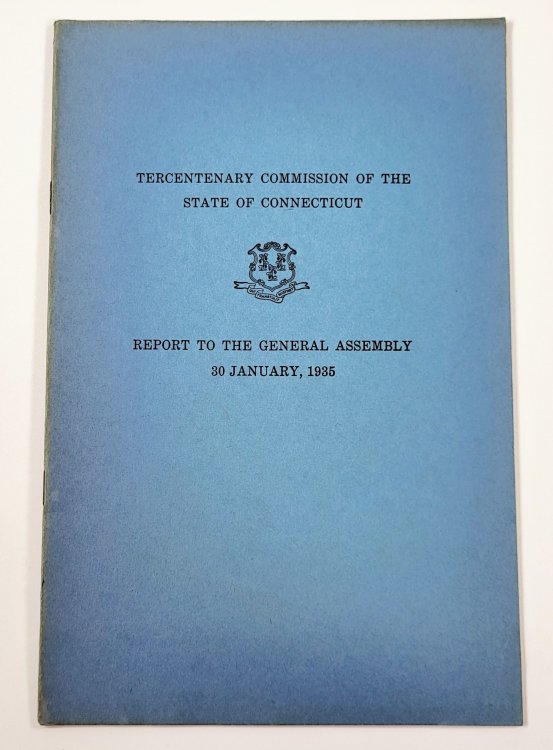 TERCENTENARY COMMISSION OF THE
STATE OF CONNECTICUT
REPORT TO THE GENERAL ASSEMBLY
30 JANUARY, 1935